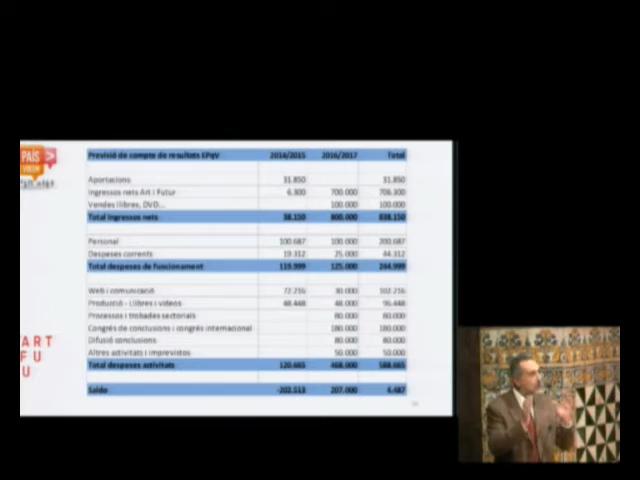 PAÍS
Previsió de compte de resultats EPqV 2014/2015 2016/2017 Total
Aportacions 31.850 31.850
Ingressos nets Art i Futur 6.300 700.000 706.300
Vendes llibres, DVD... 100.000 100.000
Total ingressos nets 38.150 800.000 838.150
Personal 100.687 100.000 200.687
Despeses corrents 19.312 25.000 44.312
Total despeses de funcionament 119.999 125.000 244.999
Web i comunicació 72.216 30.000 102.216
Producció - Llibres i vídeos 48.448 48.000 96.448
Processos i trobades sectorials 80.000 80.000
Congrés de conclusions i congrés internacional 180.000 180.000
Difusió conclusions 80.000 80.000
Altres activitats i imprevistos 50.000 50.000
Total despeses activitats 120.665 468.000 588.665
Saldo -202.513 207.000 4.487
ART
FU
U